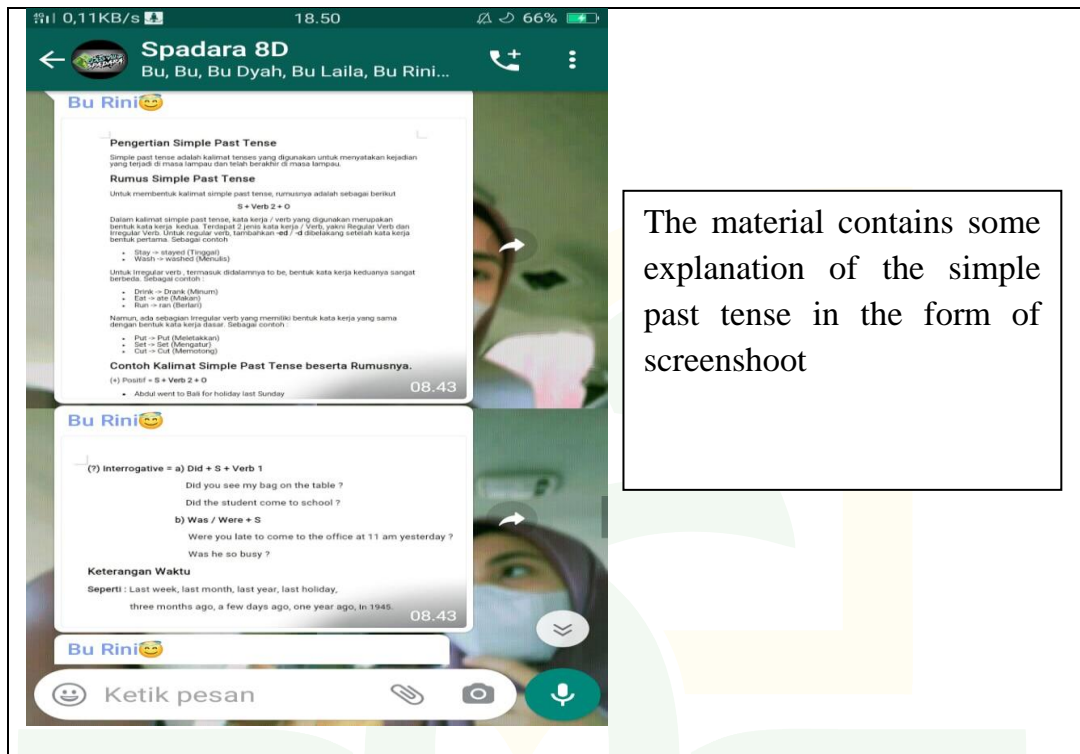 0,11KB/s 18.50 66%
Spadara 8D
Bu, Bu, Bu Dyah, Bu Laila, Bu Rini...
Bu Rini😇
Pengertian Simple Past Tense
Simple past tense adalah kalimat tenses yang digunakan untuk menyatakan kejadian
yang terjadi di masa lampau dan telah berakhir di masa lampau.
Rumus Simple Past Tense
Untuk membentuk kalimat simple past tense, rumusnya adalah sebagai berikut
S + Verb 2 + O
Dalam kalimat simple past tense, kata kerja / verb yang digunakan merupakan
bentuk kata kerja kedua. Terdapat 2 jenis kata kerja / Verb, yakni Regular Verb dan
Irregular Verb. Untuk regular verb, tambahkan -ed / -d dibelakang setelah kata kerja
bentuk pertama. Sebagai contoh
• Stay -> stayed (Tinggal)
• Wash -> washed (Menulis)
Untuk Irregular verb , termasuk didalamnya to be, bentuk kata kerja keduanya sangat
berbeda. Sebagai contoh :
• Drink -> Drank (Minum)
• Eat -> ate (Makan)
• Run -> ran (Berlari)
Namun, ada sebagian Irregular verb yang memiliki bentuk kata kerja yang sama
dengan bentuk kata kerja dasar. Sebagai contoh :
• Put -> Put (Meletakkan)
• Set -> Set (Mengatur)
• Cut -> Cut (Memotong)
Contoh Kalimat Simple Past Tense beserta Rumusnya.
(+) Positif = S + Verb 2 + O
• Abdul went to Bali for holiday last Sunday
08.43
Bu Rini😇
(?) Interrogative = a) Did + S + Verb 1
Did you see my bag on the table ?
Did the student come to school ?
b) Was / Were + S
Were you late to come to the office at 11 am yesterday ?
Was he so busy ?
Keterangan Waktu
Seperti : Last week, last month, last year, last holiday,
three months ago, a few days ago, one year ago, In 1945.
08.43
Bu Rini😇
Ketik pesan
The material contains some
explanation of the simple
past tense in the form of
screenshoot